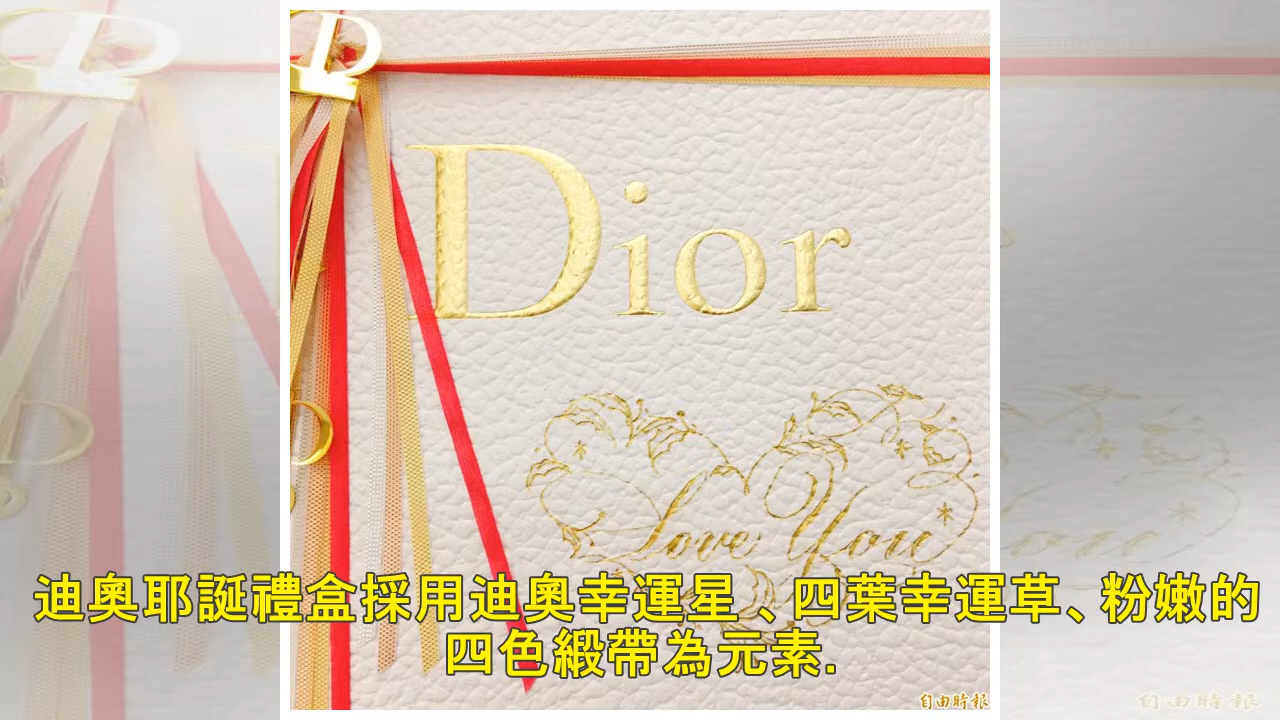 D
Dior
Love You
迪奧耶誕禮盒採用迪奧幸運星、四葉幸運草、粉嫩的
四色緞帶為元素.
自由時報